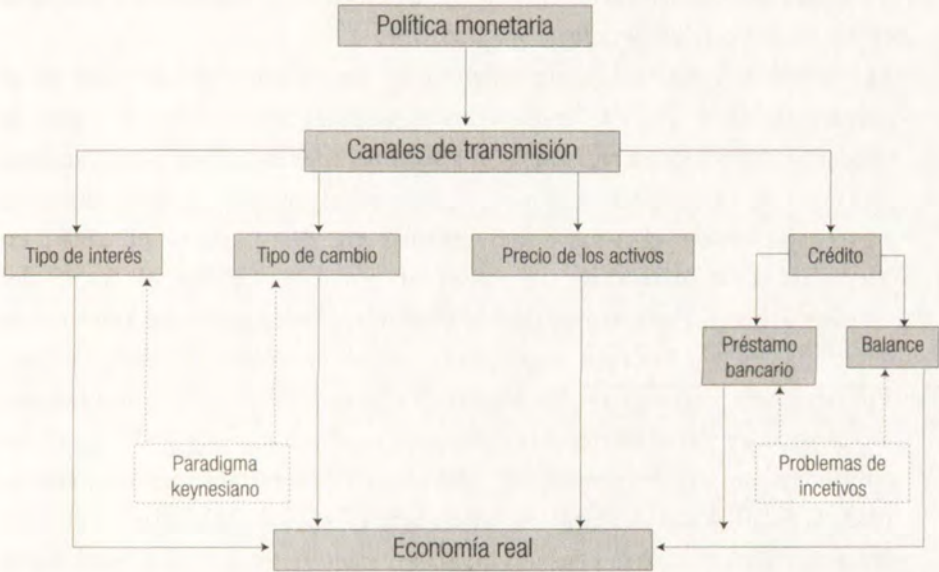 Política monetaria
Canales de transmisión
Tipo de interés
Tipo de cambio
Precio de los activos
Crédito
Préstamo
bancario
Balance
Paradigma
keynesiano
Problemas de
incetivos
Economía real